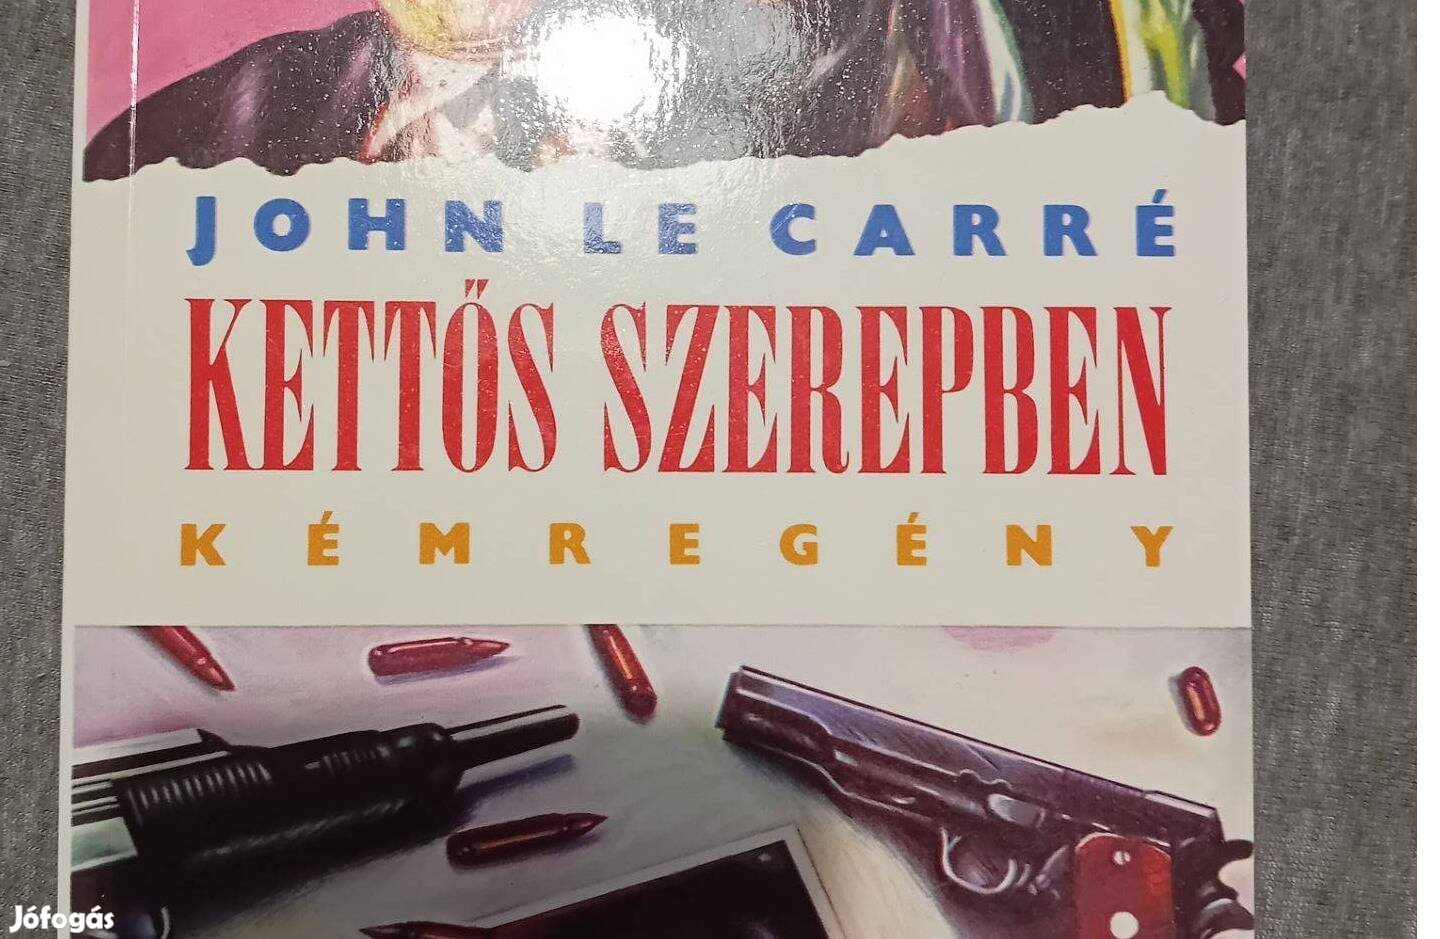 JOHN LE CARRÉ
KETTŐS SZEREPBEN
KÉMREGÉNY
Jófogás